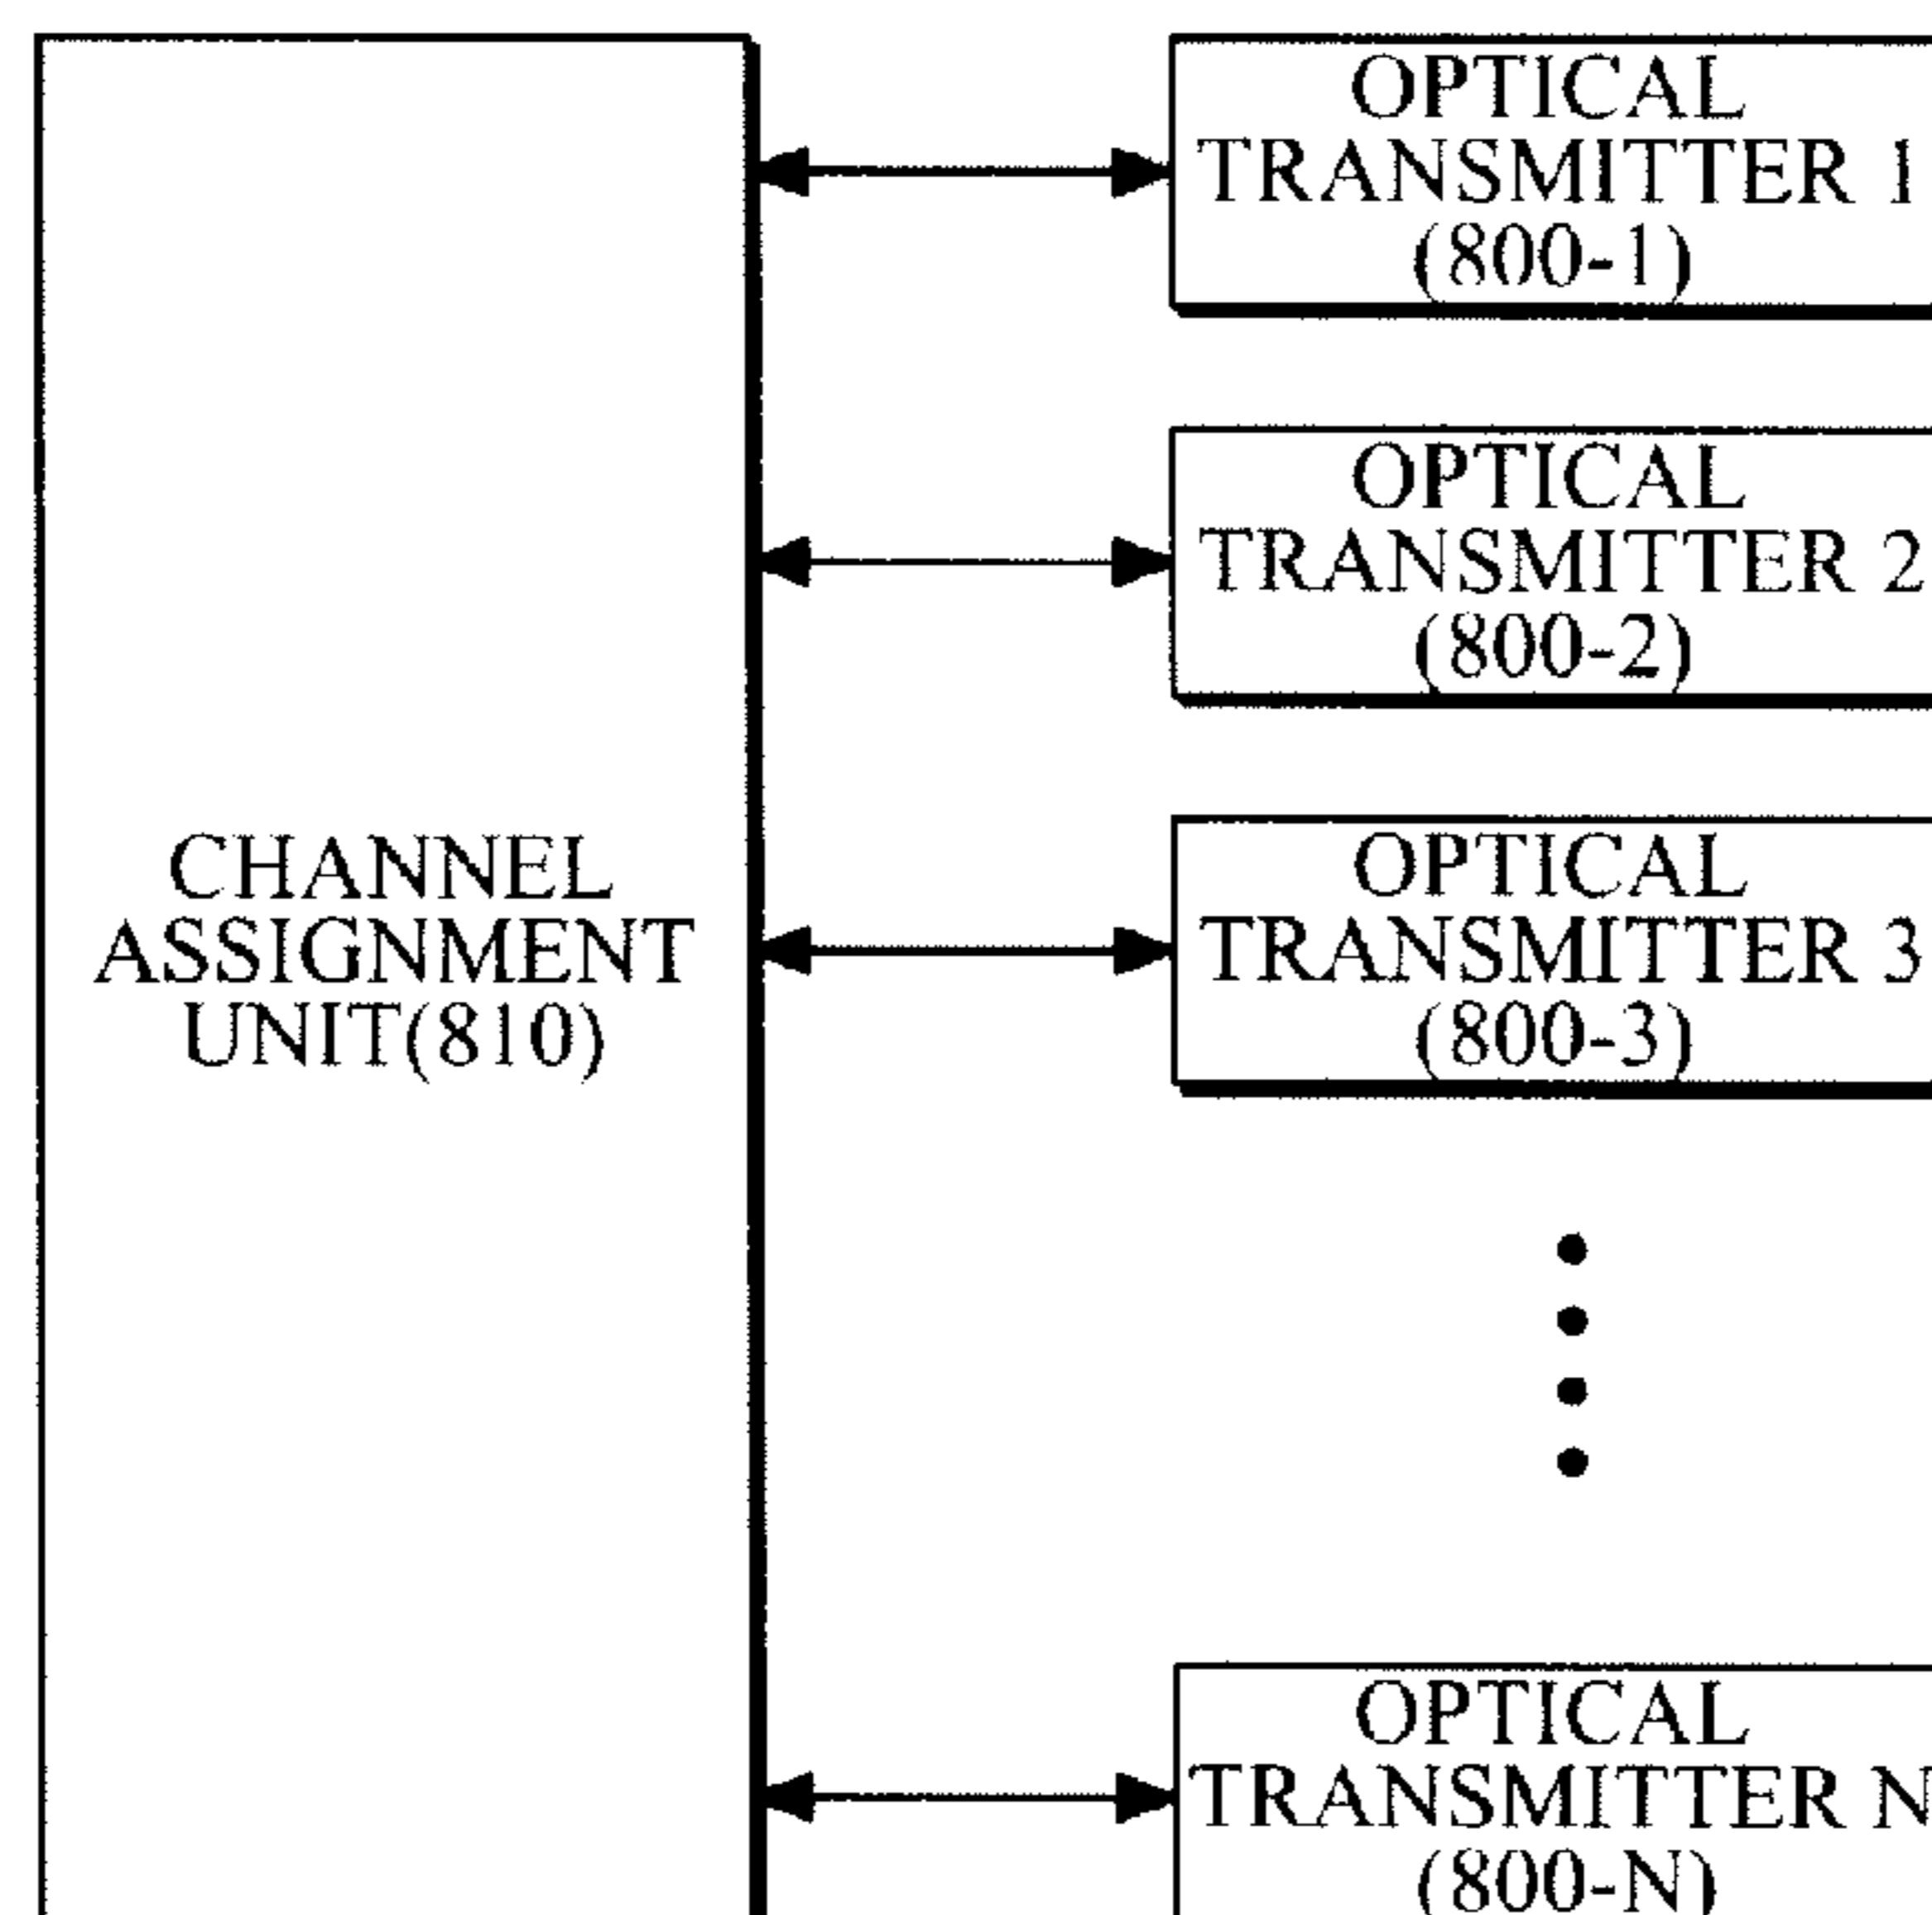 CHANNEL
ASSIGNMENT
UNIT(810)
OPTICAL
TRANSMITTER 1
(800-1)
OPTICAL
TRANSMITTER 2
(800-2)
OPTICAL
TRANSMITTER 3
(800-3)
OPTICAL
TRANSMITTER N
(800-N)